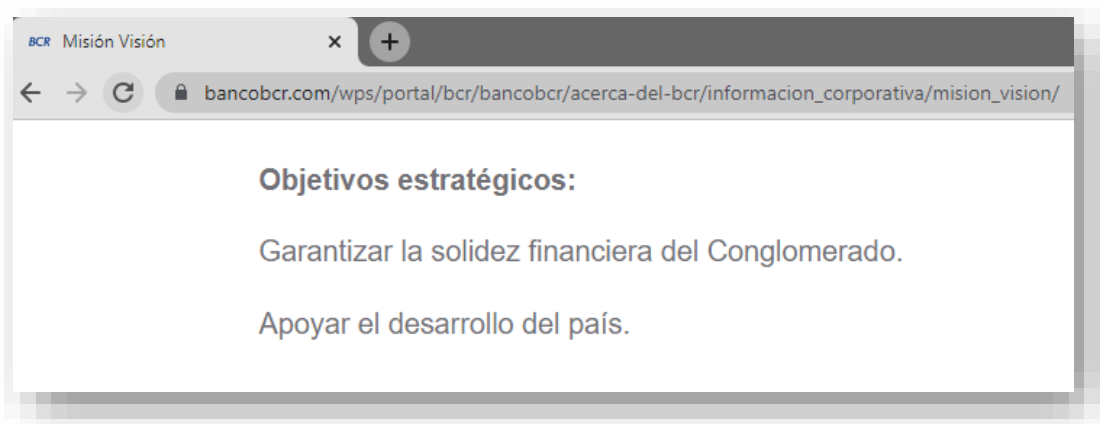 BCR Misión Visión
bancobcr.com/wps/portal/bcr/bancobcr/acerca-del-bcr/informacion_corporativa/mision_vision/
Objetivos estratégicos:
Garantizar la solidez financiera del Conglomerado.
Apoyar el desarrollo del país.